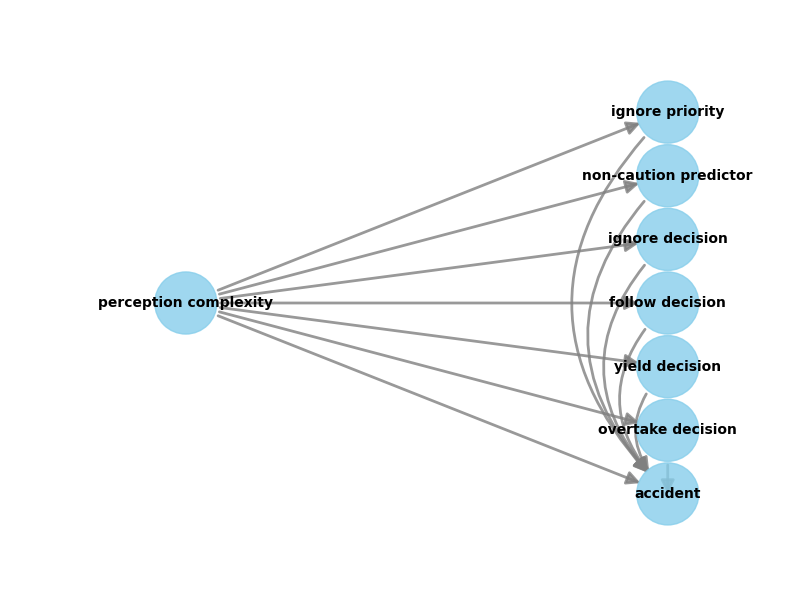 ignore priority
non-caution predictor
ignore decision
perception complexity
follow decision
yield decision
overtake decision
accident